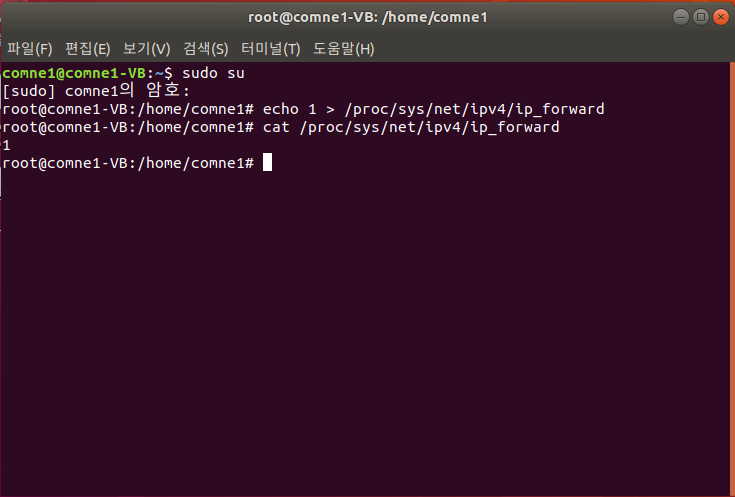 root@comne1-VB: /home/comne1
파일(F) 편집(E) 보기(V) 검색(S) 터미널(T) 도움말(H)
comne1@comne1-VB:~$ sudo su
[sudo] comne1의 암호:
root@comne1-VB:/home/comne1# echo 1 > /proc/sys/net/ipv4/ip_forward
root@comne1-VB:/home/comne1# cat /proc/sys/net/ipv4/ip_forward
1
root@comne1-VB:/home/comne1#